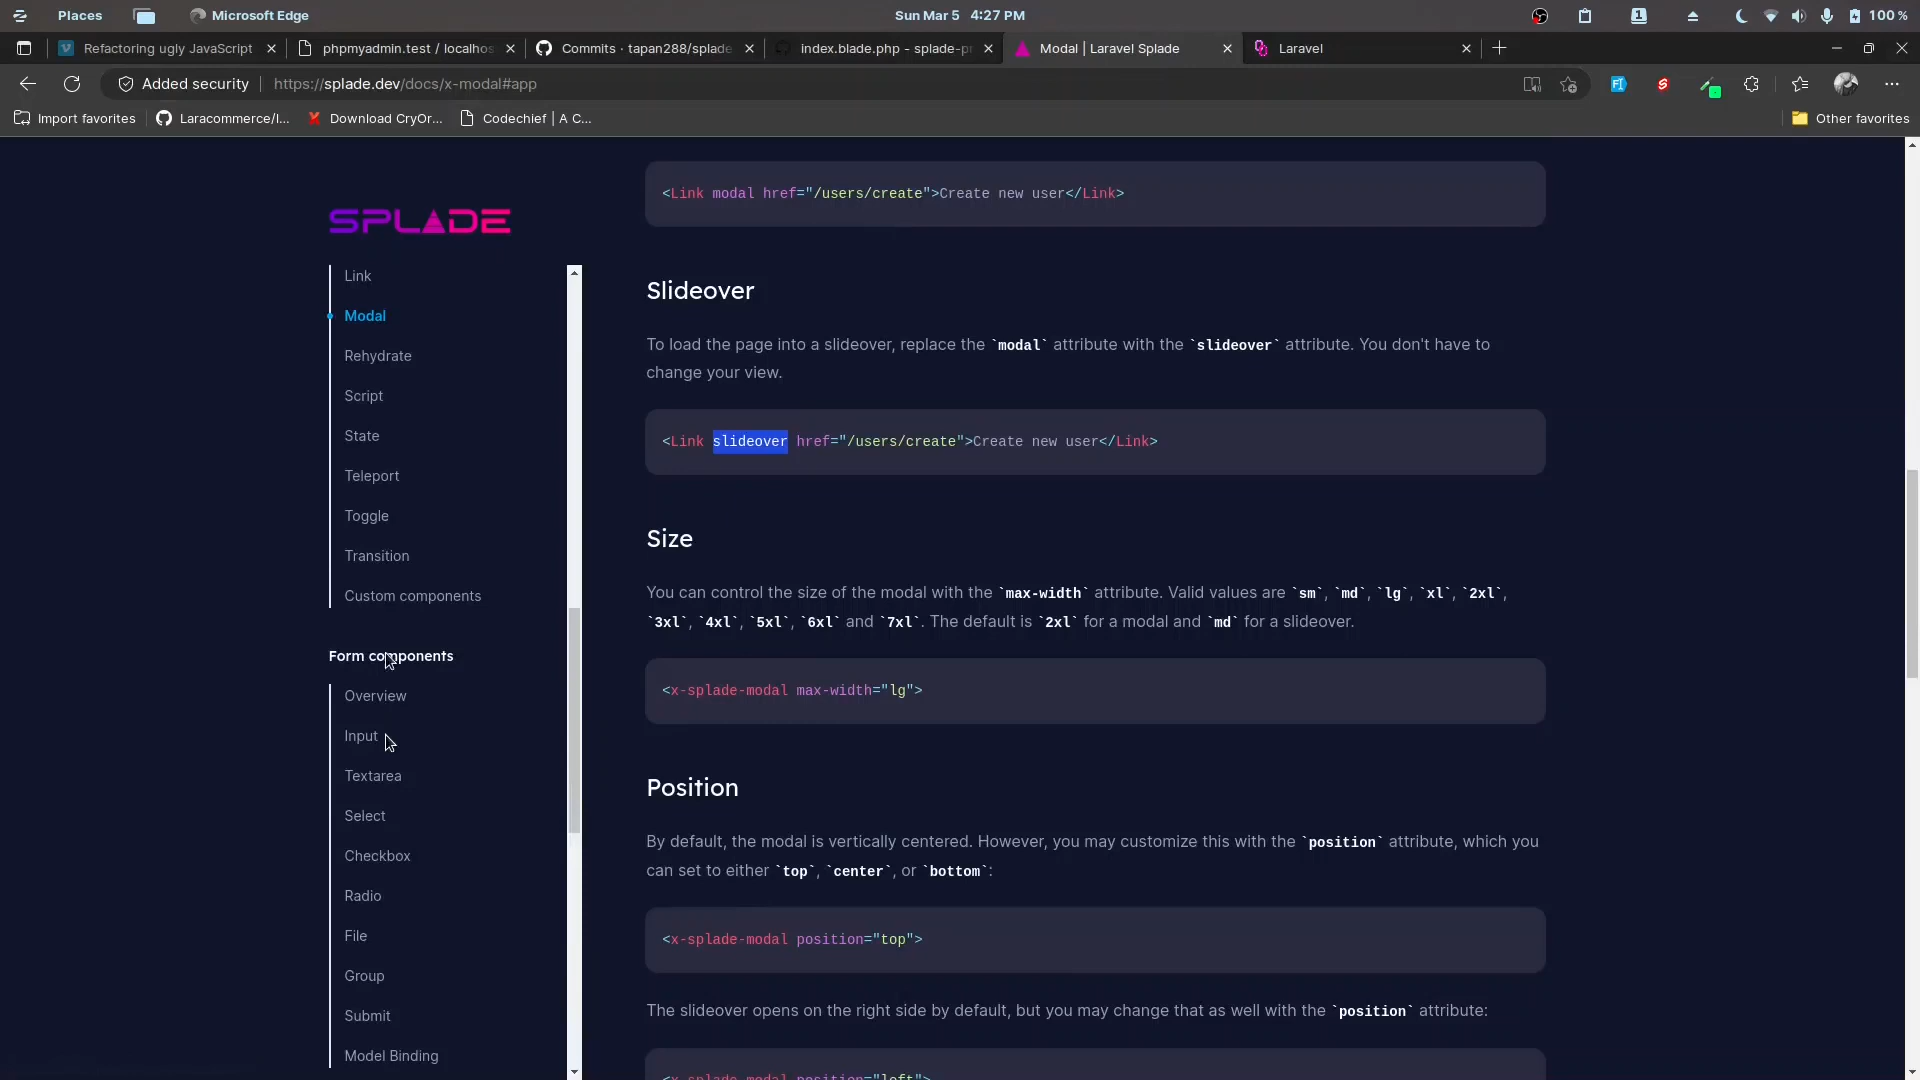 Places
Microsoft Edge
Sun Mar 5 4:27 PM
1
100 %
Refactoring ugly JavaScript
phpmyadmin.test / localhos
Commits · tapan288/splade
index.blade.php - splade-pr
Modal | Laravel Splade
Laravel
Added security
https://splade.dev/docs/x-modal#app
Import favorites
Laracommerce/l...
Download CryOr...
Codechief | A C...
Other favorites
SPLADE
Link
Modal
Rehydrate
Script
State
Teleport
Toggle
Transition
Custom components
Form components
Overview
Input
Textarea
Select
Checkbox
Radio
File
Group
Submit
Model Binding
<Link modal href="/users/create">Create new user</Link>
Slideover
To load the page into a slideover, replace the `modal` attribute with the `slideover` attribute. You don't have to
change your view.
<Link slideover href="/users/create">Create new user</Link>
Size
You can control the size of the modal with the `max-width` attribute. Valid values are `sm`, `md`, `lg`, `xl`, `2xl`,
`3xl`, `4xl`, `5xl`, `6xl` and `7xl`. The default is `2xl` for a modal and `md` for a slideover.
<x-splade-modal max-width="lg">
Position
By default, the modal is vertically centered. However, you may customize this with the `position` attribute, which you
can set to either `top`, `center`, or `bottom`:
<x-splade-modal position="top">
The slideover opens on the right side by default, but you may change that as well with the `position` attribute:
<x-splade-modal position="left">